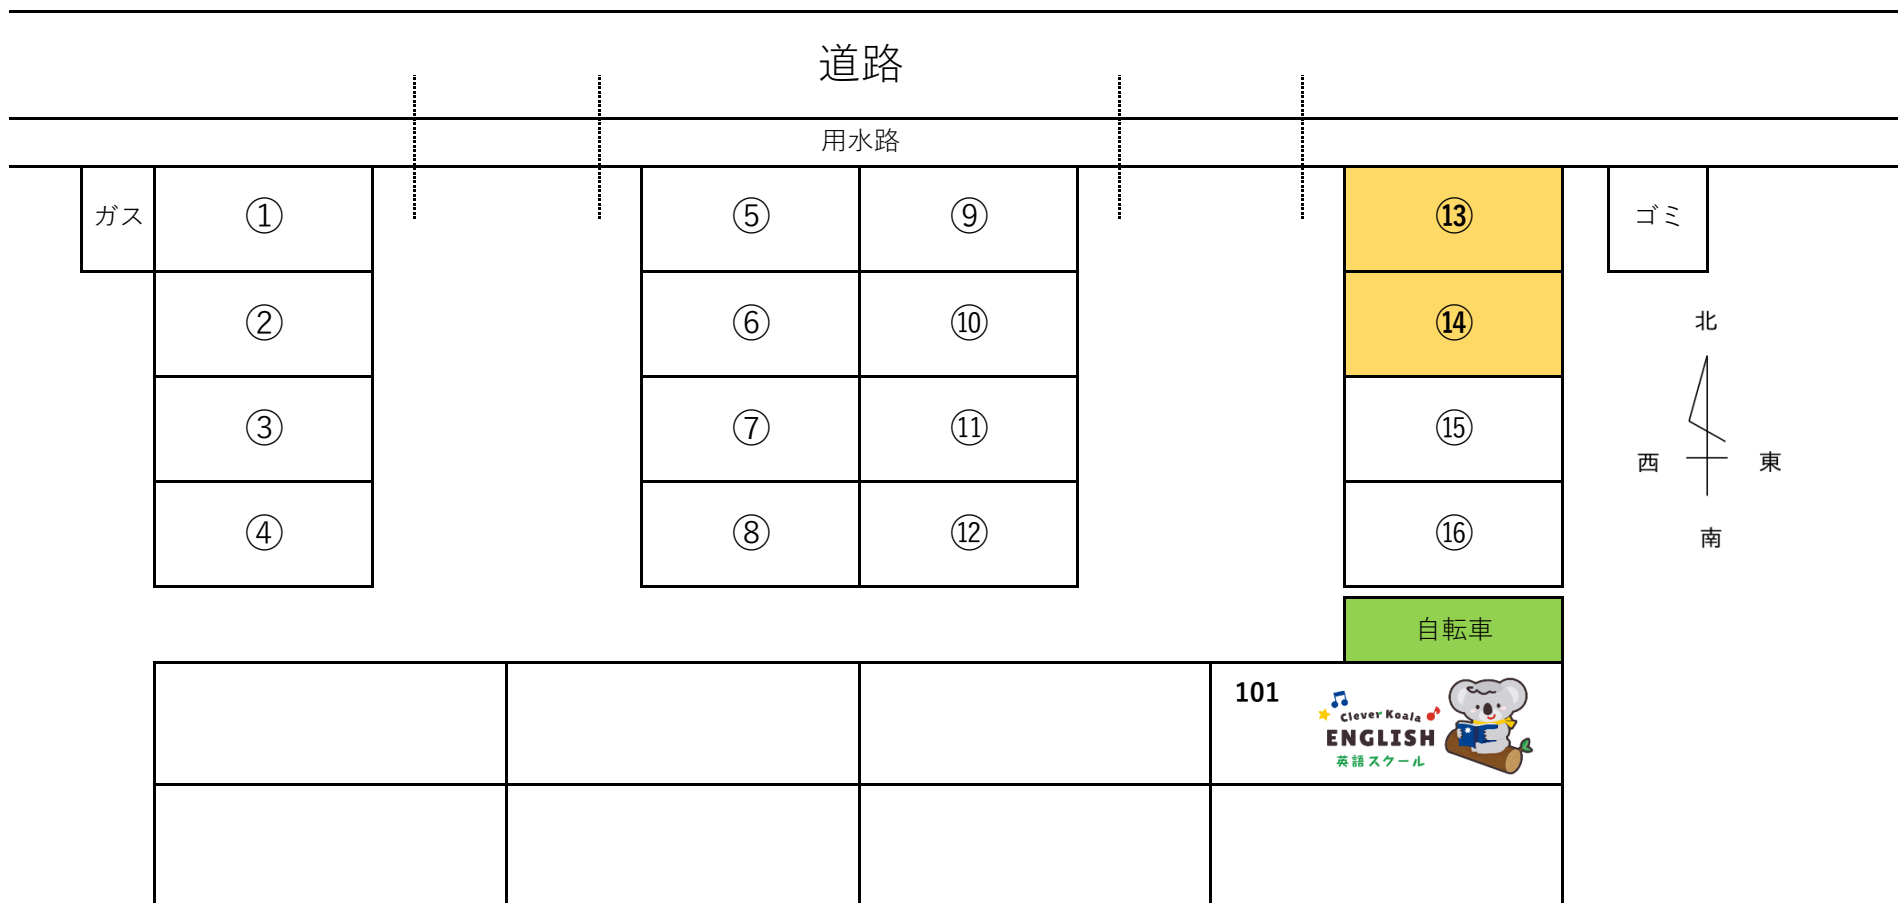 道路
用水路
ガス
①
⑤
⑨
⑬
ゴミ
②
⑥
⑩
⑭
北
③
⑦
⑪
⑮
西
東
④
⑧
⑫
⑯
南
自転車
101
Clever Koala
ENGLISH
英語スクール